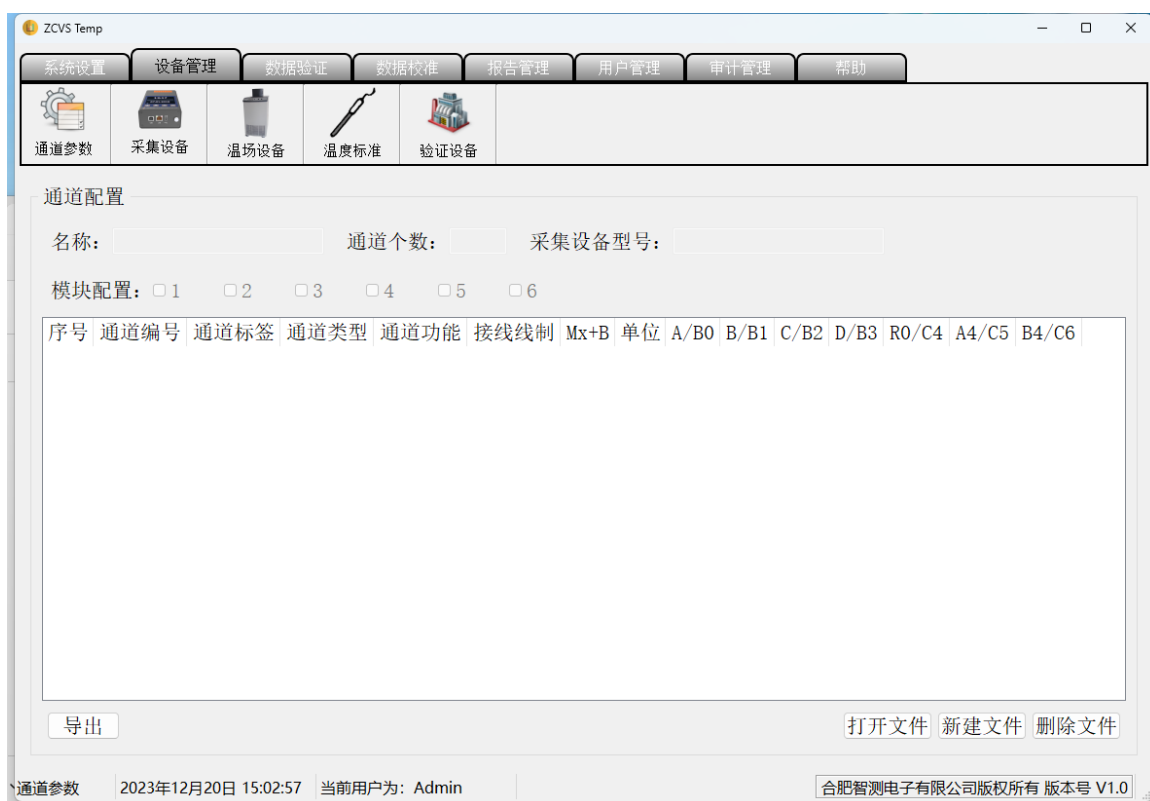 ZCVS Temp
系统设置 设备管理 数据验证 数据校准 报告管理 用户管理 审计管理 帮助
通道参数 采集设备 温场设备 温度标准 验证设备
通道配置
名称: 通道个数: 采集设备型号:
模块配置: 1 2 3 4 5 6
序号 通道编号 通道标签 通道类型 通道功能 接线线制 Mx+B 单位 A/B0 B/B1 C/B2 D/B3 R0/C4 A4/C5 B4/C6
导出 打开文件 新建文件 删除文件
通道参数 2023年12月20日 15:02:57 当前用户为: Admin 合肥智测电子有限公司版权所有 版本号 V1.0